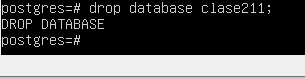 postgres=# drop database clase211;
DROP DATABASE
postgres=#